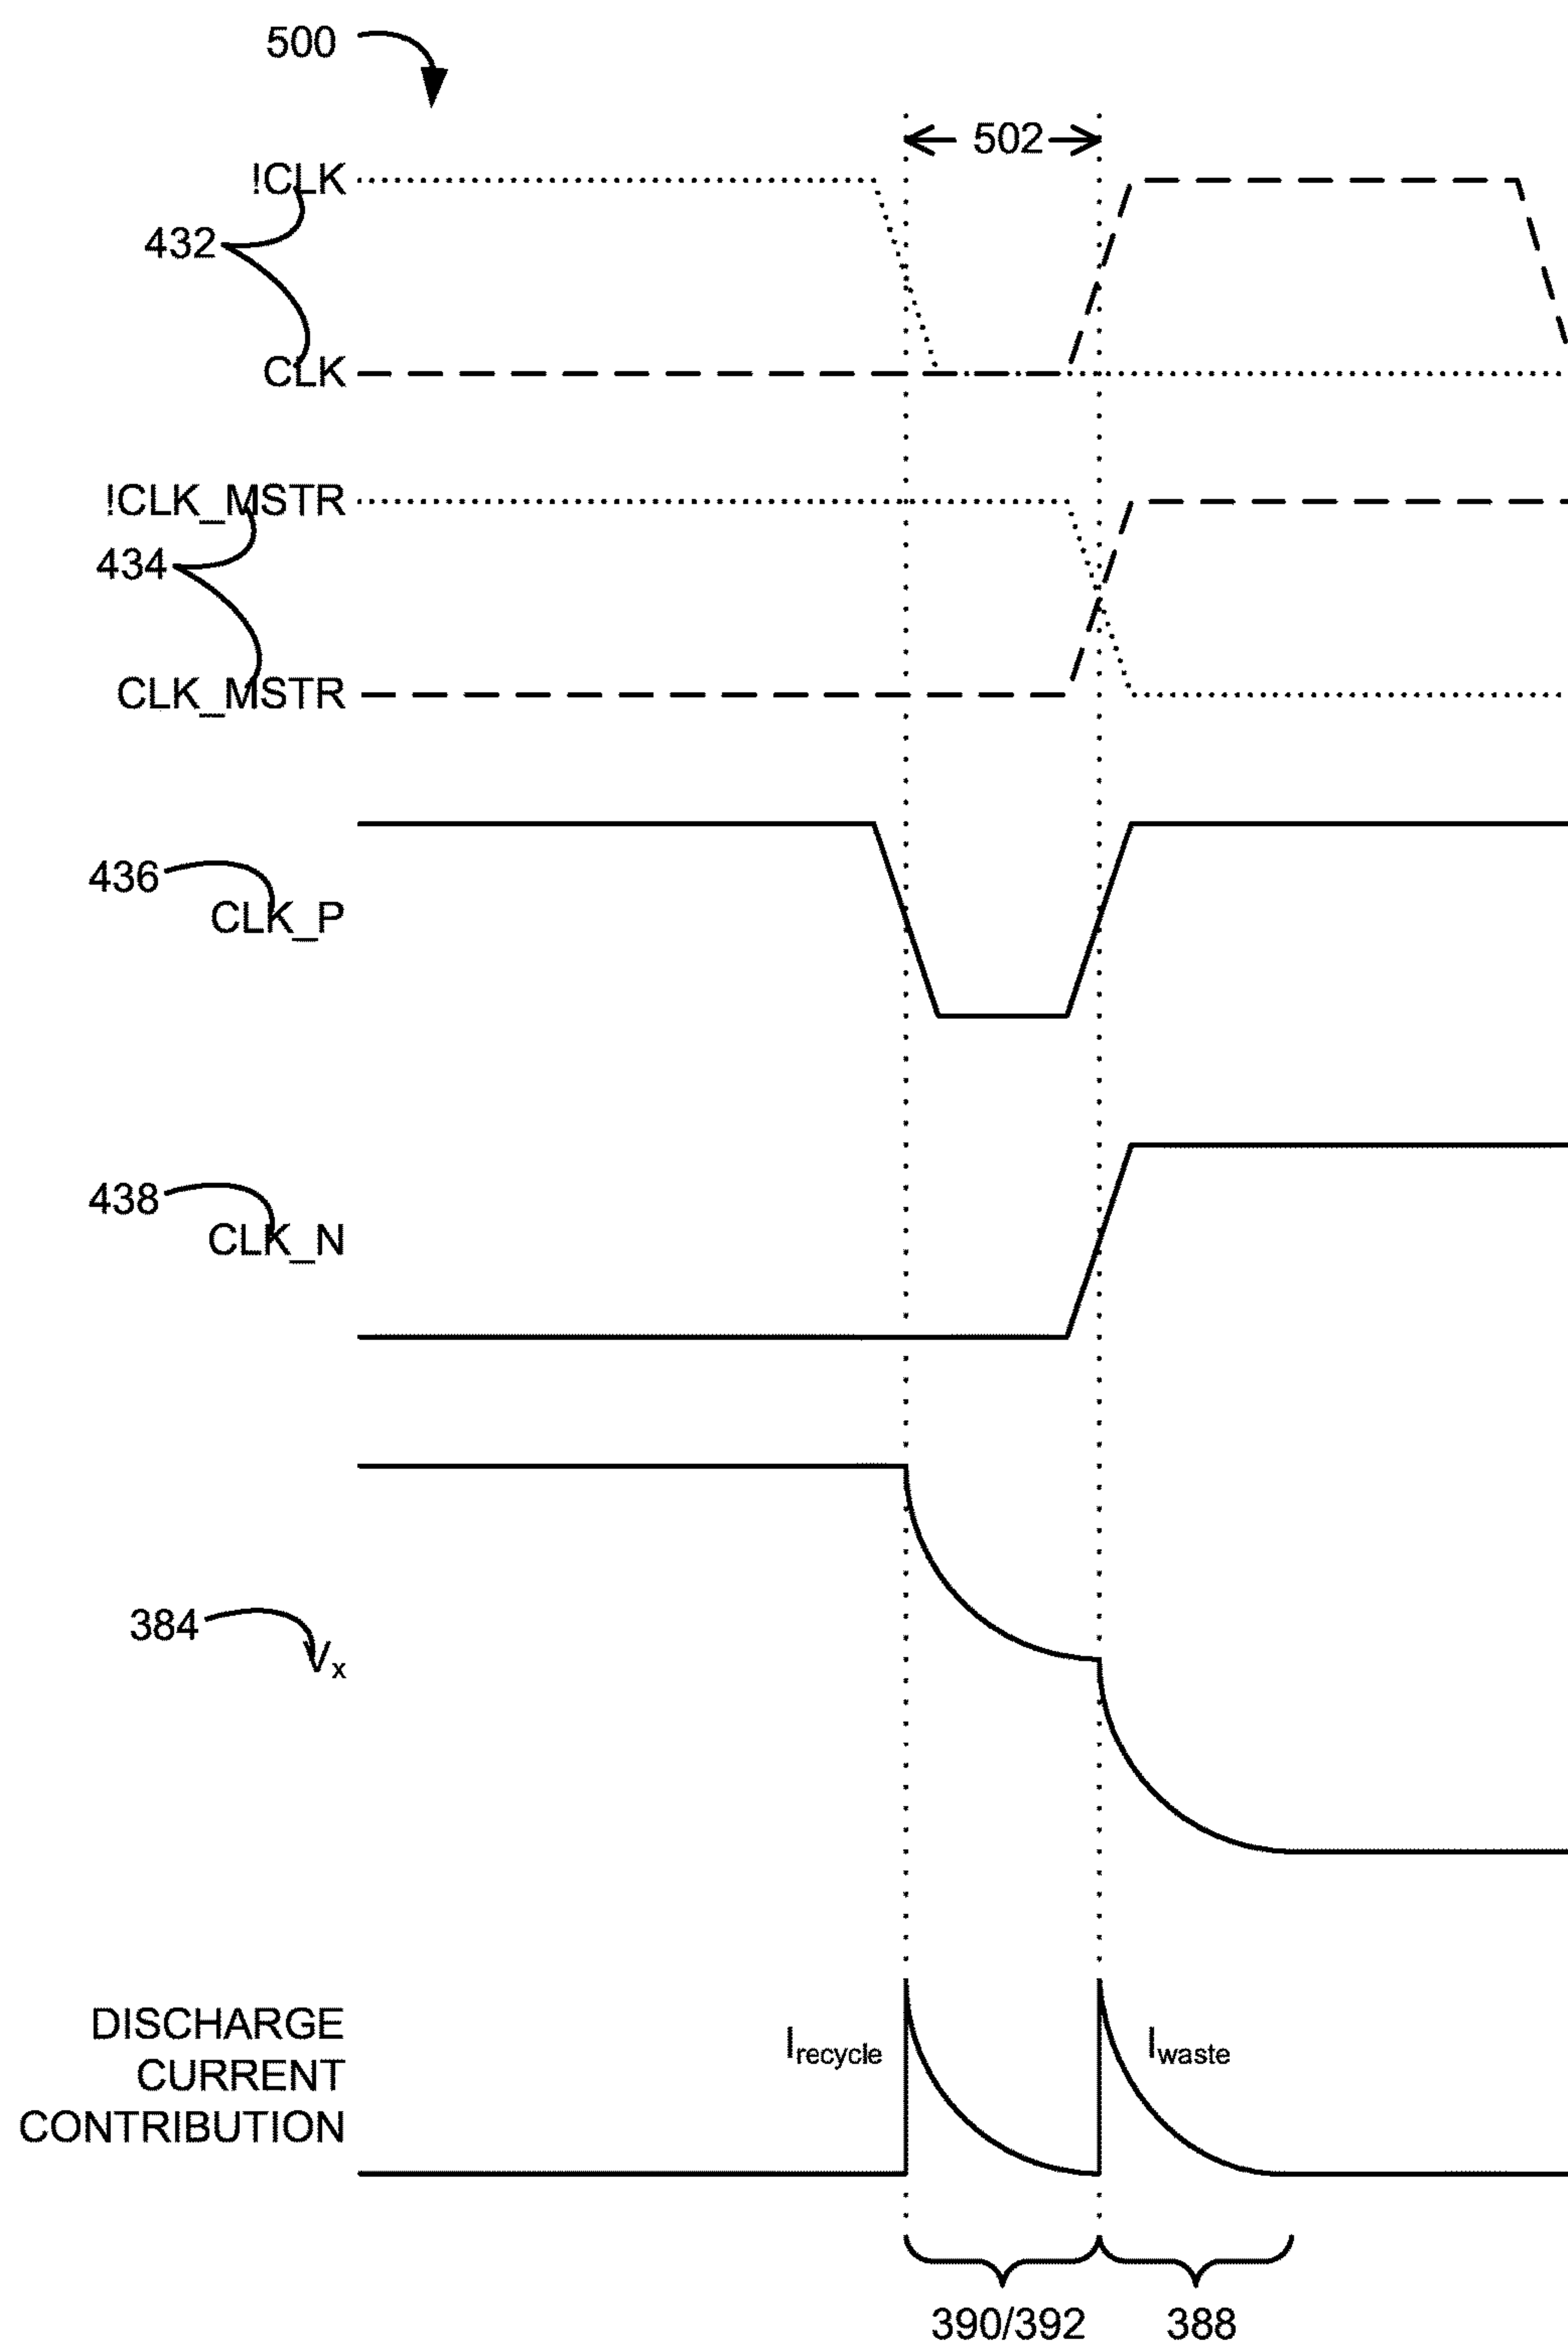 500
502
!CLK
432
CLK
!CLK_MSTR
434
CLK_MSTR
436
CLK_P
438
CLK_N
384
Vx
DISCHARGE
CURRENT
CONTRIBUTION
Irecycle
Iwaste
390/392
388